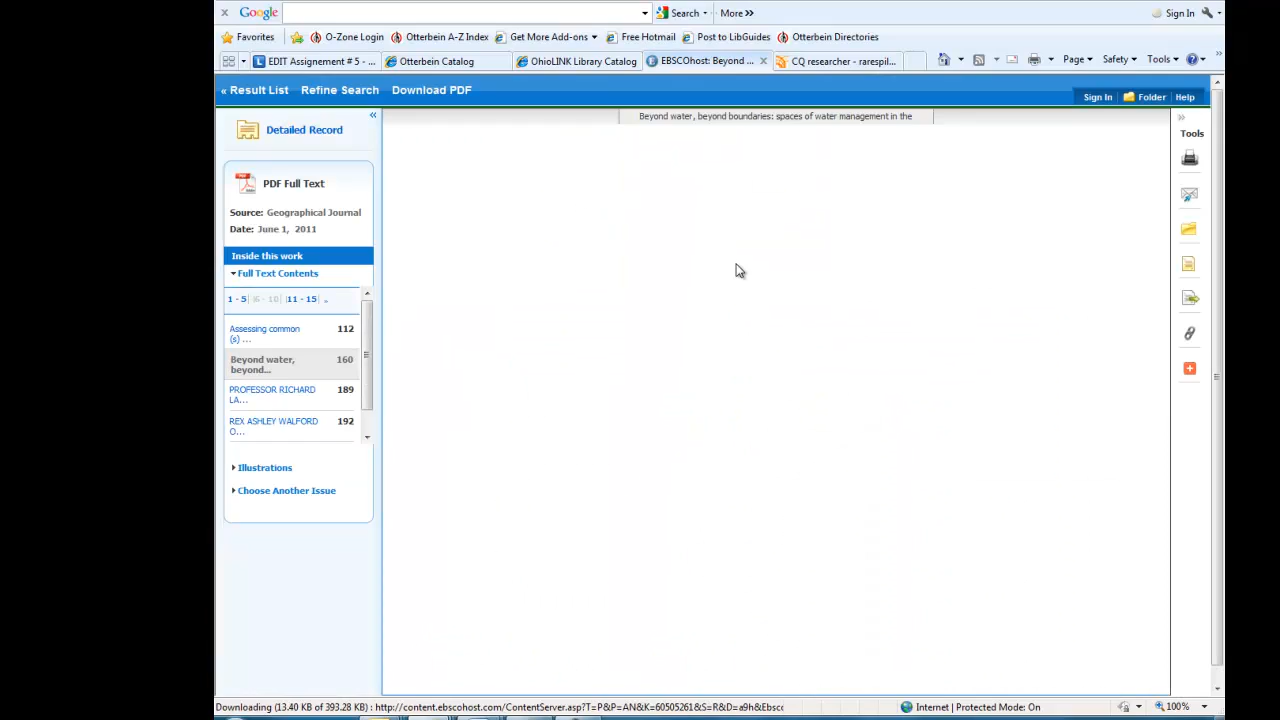 x Google Search More »» Sign In
Favorites O-Zone Login Otterbein A-Z Index Get More Add-ons Free Hotmail Post to LibGuides Otterbein Directories
EDIT Assignement # 5 - ... Otterbein Catalog OhioLINK Library Catalog EBSCOhost: Beyond ... x CQ researcher - rarespil... Page Safety Tools »
« Result List Refine Search Download PDF
Sign In Folder Help
Detailed Record «
Beyond water, beyond boundaries: spaces of water management in the
»
Tools
PDF Full Text
Source: Geographical Journal
Date: June 1, 2011
Inside this work
Full Text Contents
1 - 5 | 6 - 10 | 11 - 15 | »
Assessing common 112
(s) ...
Beyond water, 160
beyond...
PROFESSOR RICHARD 189
LA...
REX ASHLEY WALFORD 192
O...
Illustrations
Choose Another Issue
Downloading (13.40 KB of 393.28 KB) : http://content.ebscohost.com/ContentServer.asp?T=P&P=AN&K=60505261&S=R&D=a9h&Ebscc Internet | Protected Mode: On 100%